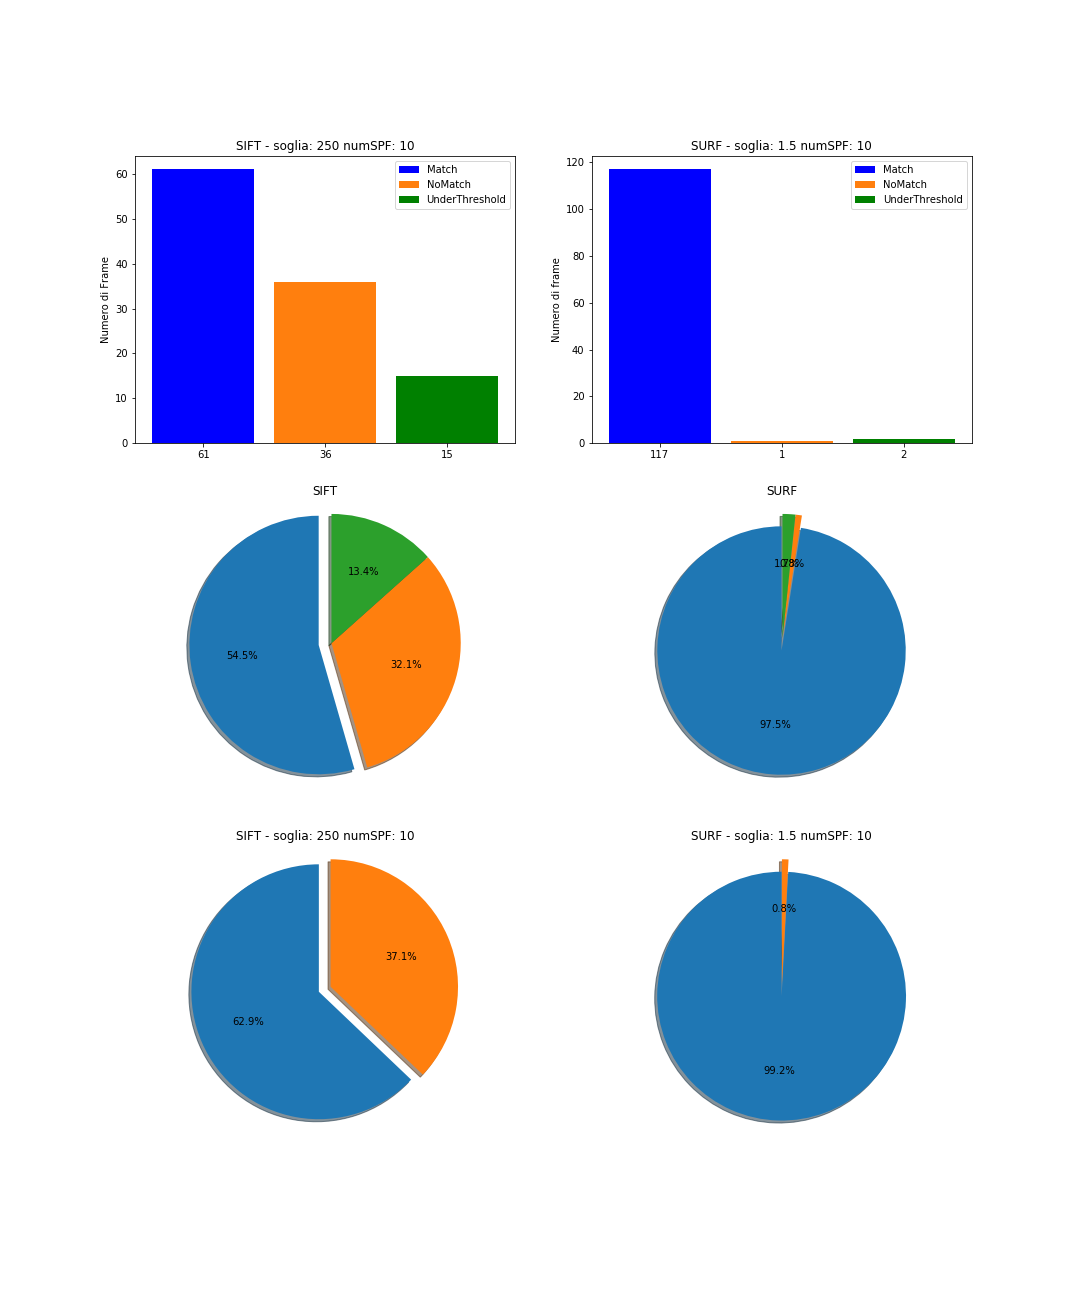 SIFT - soglia: 250 numSPF: 10
Numero di Frame
60
50
40
30
20
10
0
61
36
15
Match
NoMatch
UnderThreshold
SURF - soglia: 1.5 numSPF: 10
Numero di frame
120
100
80
60
40
20
0
117
1
2
Match
NoMatch
UnderThreshold
SIFT
13.4%
54.5%
32.1%
SURF
97.5%
SIFT - soglia: 250 numSPF: 10
37.1%
62.9%
SURF - soglia: 1.5 numSPF: 10
0.8%
99.2%